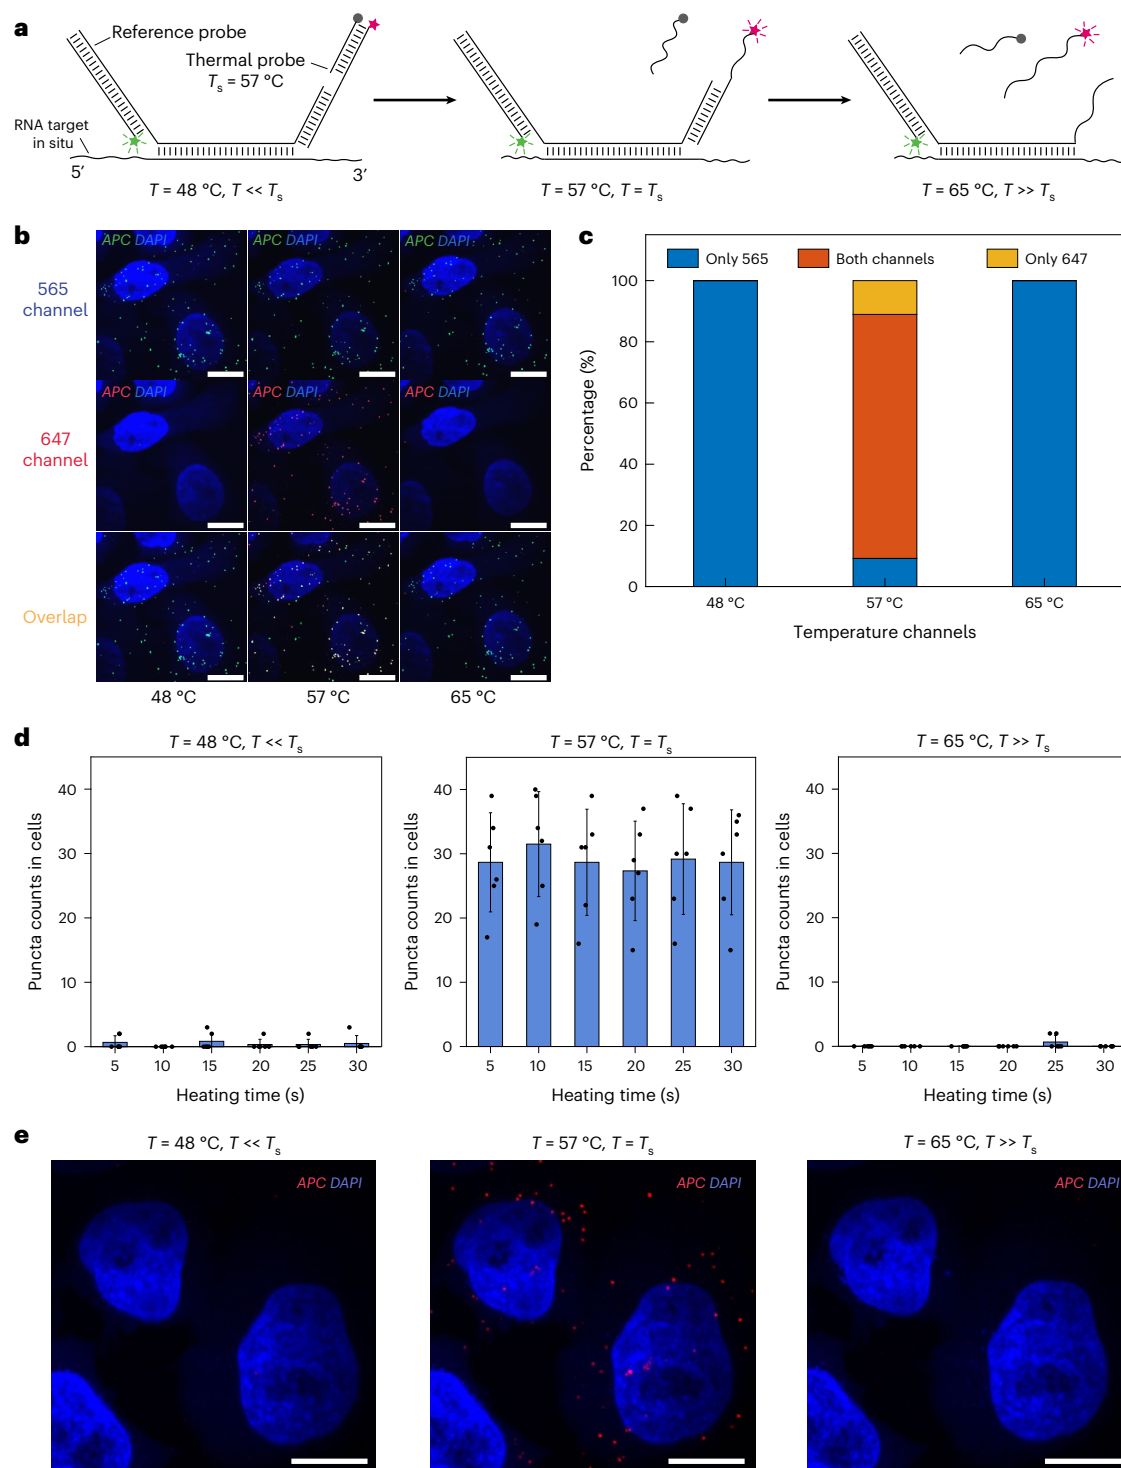 a
Reference probe
Thermal probe
Ts = 57 °C
RNA target
in situ
5′
3′
T = 48 °C, T << Ts
T = 57 °C, T = Ts
T = 65 °C, T >> Ts
b
565
channel
APC DAPI
APC DAPI
APC DAPI
647
channel
APC DAPI
APC DAPI
APC DAPI
Overlap
48 °C
57 °C
65 °C
c
Only 565
Both channels
Only 647
Percentage (%)
100
80
60
40
20
0
48 °C
57 °C
65 °C
Temperature channels
d
T = 48 °C, T << Ts
Puncta counts in cells
40
30
20
10
0
5 10 15 20 25 30
Heating time (s)
T = 57 °C, T = Ts
Puncta counts in cells
40
30
20
10
0
5 10 15 20 25 30
Heating time (s)
T = 65 °C, T >> Ts
Puncta counts in cells
40
30
20
10
0
5 10 15 20 25 30
Heating time (s)
e
T = 48 °C, T << Ts
APC DAPI
T = 57 °C, T = Ts
APC DAPI
T = 65 °C, T >> Ts
APC DAPI